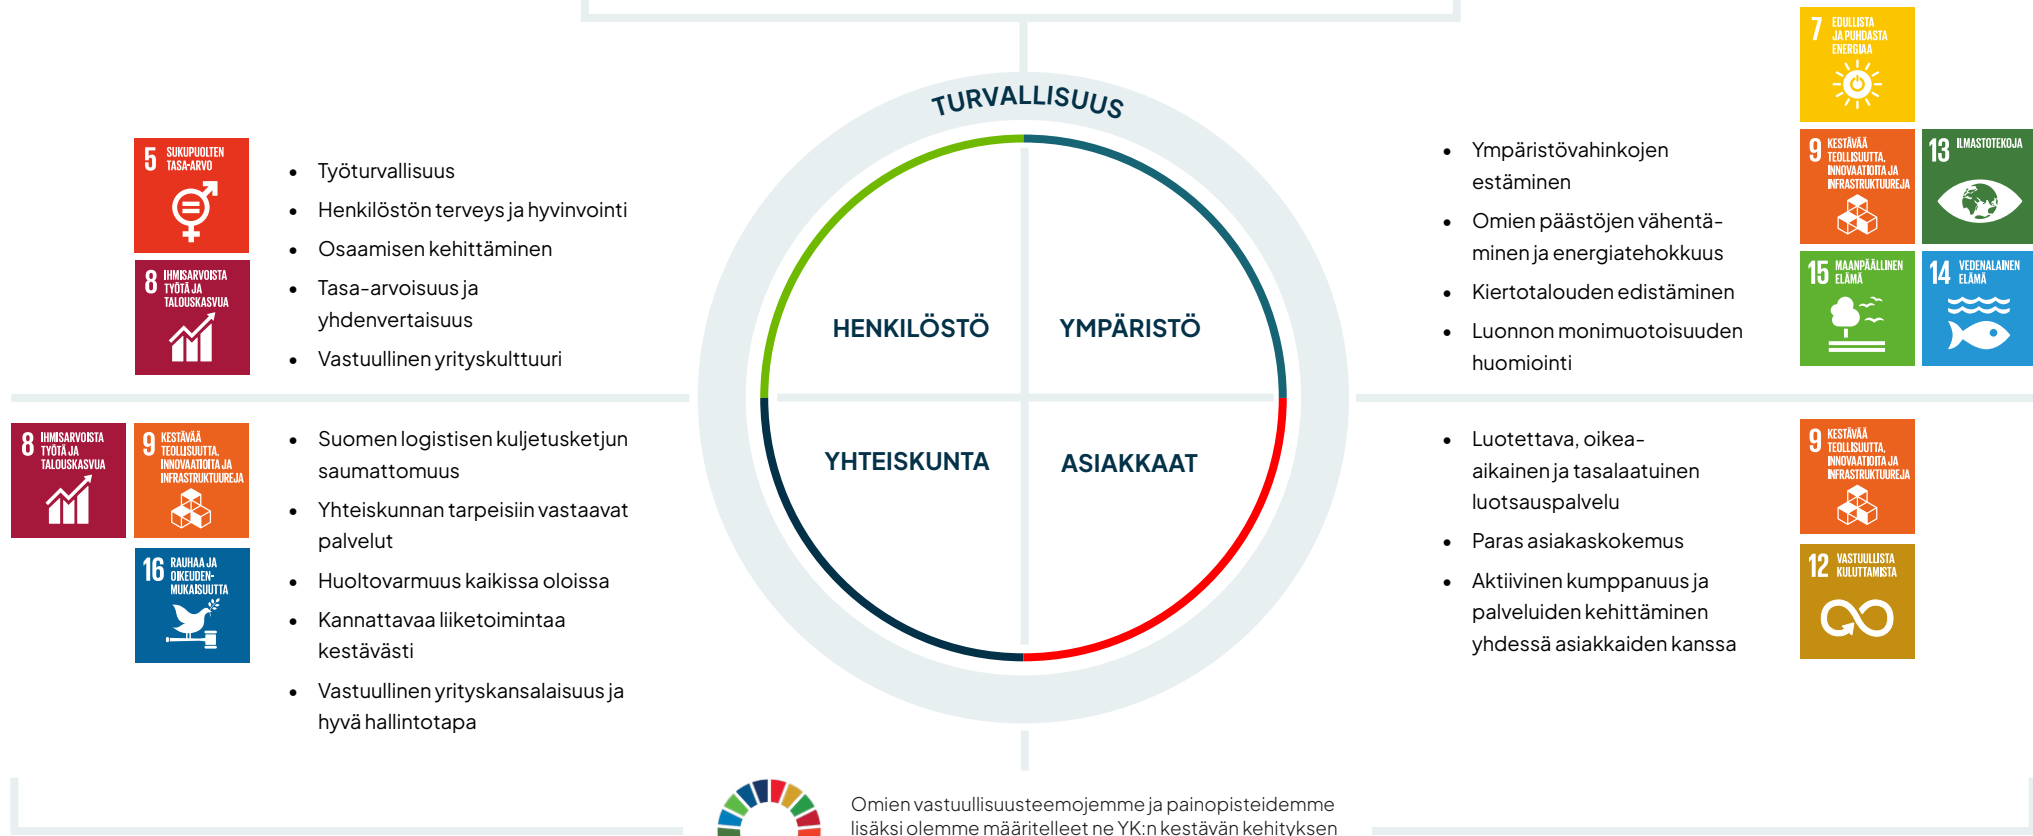 TURVALLISUUS
5 SUKUPUOLTEN
TASA-ARVO
8 IHMISARVOISTA
TYÖTÄ JA
TALOUSKASVUA
• Työturvallisuus
• Henkilöstön terveys ja hyvinvointi
• Osaamisen kehittäminen
• Tasa-arvoisuus ja
yhdenvertaisuus
• Vastuullinen yrityskulttuuri
HENKILÖSTÖ
YMPÄRISTÖ
• Ympäristövahinkojen
estäminen
• Omien päästöjen vähentä-
minen ja energiatehokkuus
• Kiertotalouden edistäminen
• Luonnon monimuotoisuuden
huomiointi
7 EDULLISTA
JA PUHDASTA
ENERGIAA
9 KESTÄVÄÄ
TEOLLISUUTTA,
INNOVAATIOITA JA
INFRASTRUKTUUREJA
13 ILMASTOTEKOJA
15 MAANPÄÄLLINEN
ELÄMÄ
14 VEDENALAINEN
ELÄMÄ
8 IHMISARVOISTA
TYÖTÄ JA
TALOUSKASVUA
9 KESTÄVÄÄ
TEOLLISUUTTA,
INNOVAATIOITA JA
INFRASTRUKTUUREJA
16 RAUHAA JA
OIKEUDEN-
MUKAISUUTTA
• Suomen logistisen kuljetusketjun
saumattomuus
• Yhteiskunnan tarpeisiin vastaavat
palvelut
• Huoltovarmuus kaikissa oloissa
• Kannattavaa liiketoimintaa
kestävästi
• Vastuullinen yrityskansalaisuus ja
hyvä hallintotapa
YHTEISKUNTA
ASIAKKAAT
• Luotettava, oikea-
aikainen ja tasalaatuinen
luotsauspalvelu
• Paras asiakaskokemus
• Aktiivinen kumppanuus ja
palveluiden kehittäminen
yhdessä asiakkaiden kanssa
9 KESTÄVÄÄ
TEOLLISUUTTA,
INNOVAATIOITA JA
INFRASTRUKTUUREJA
12 VASTUULLISTA
KULUTTAMISTA
Omien vastuullisuusteemojemme ja painopisteidemme
lisäksi olemme määritelleet ne YK:n kestävän kehityksen